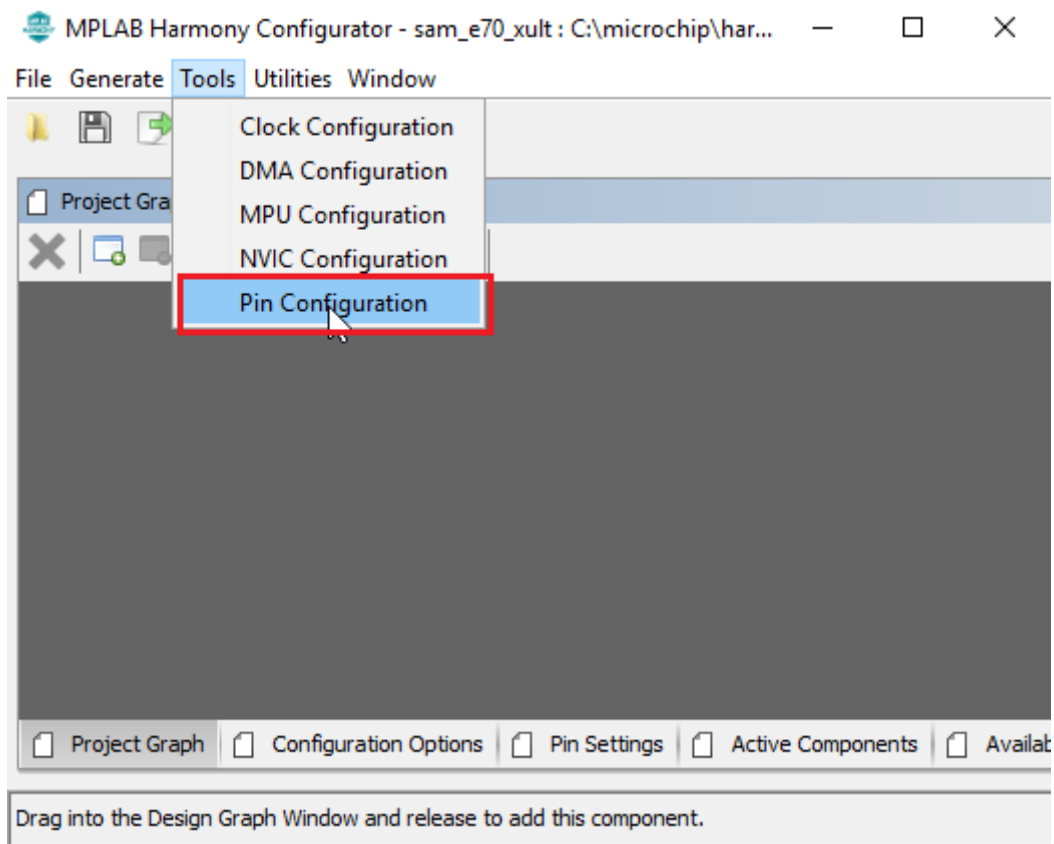 MPLAB Harmony Configurator - sam_e70_xult : C:\microchip\har...
File Generate Tools Utilities Window
Clock Configuration
DMA Configuration
Project Gra
MPU Configuration
NVIC Configuration
Pin Configuration
Project Graph Configuration Options Pin Settings Active Components Availab
Drag into the Design Graph Window and release to add this component.